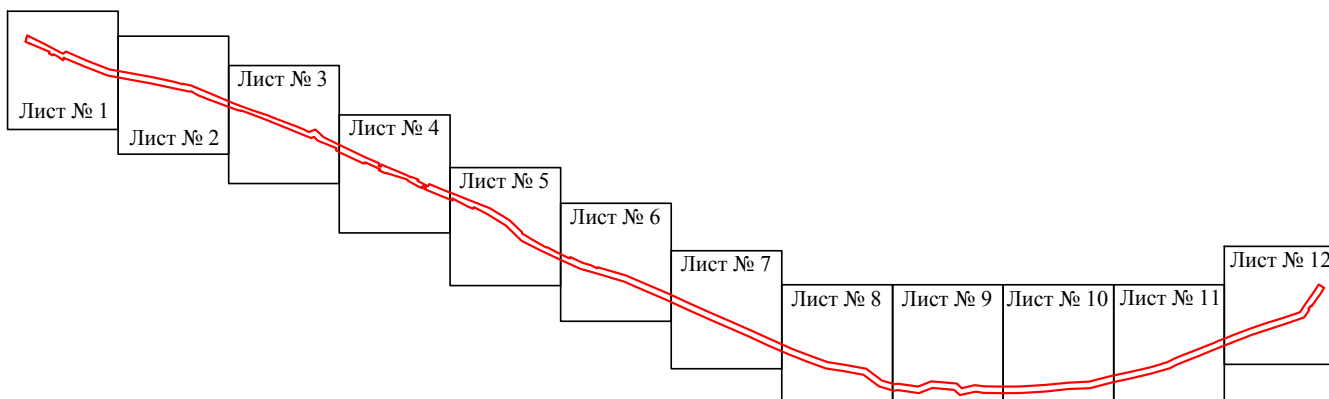 Лист № 1
Лист № 2
Лист № 3
Лист № 4
Лист № 5
Лист № 6
Лист № 7
Лист № 8
Лист № 9
Лист № 10
Лист № 11
Лист № 12